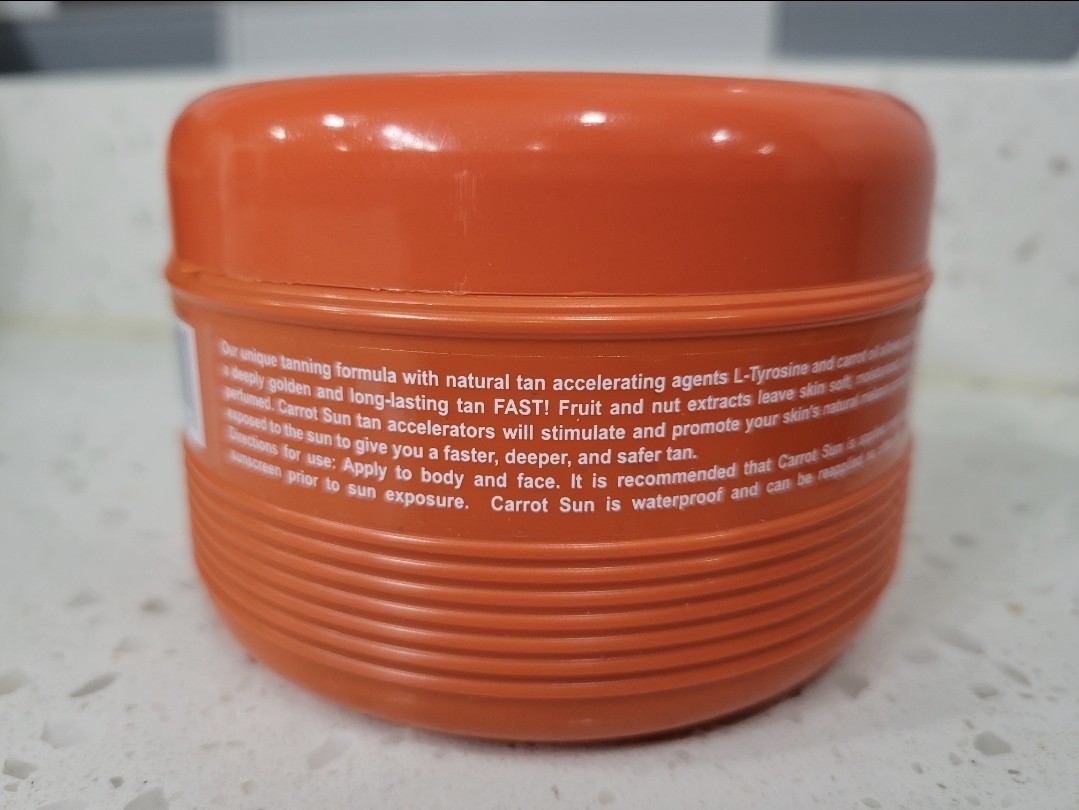 Our unique tanning formula with natural tan accelerating agents L-Tyrosine and carrot oil
a deeply golden and long-lasting tan FAST! Fruit and nut extracts leave skin soft, moisturized
perfumed. Carrot Sun tan accelerators will stimulate and promote your skin's natural melanin
exposed to the sun to give you a faster, deeper, and safer tan.
Directions for use: Apply to body and face. It is recommended that Carrot Sun is applied
sunscreen prior to sun exposure. Carrot Sun is waterproof and can be reapplied